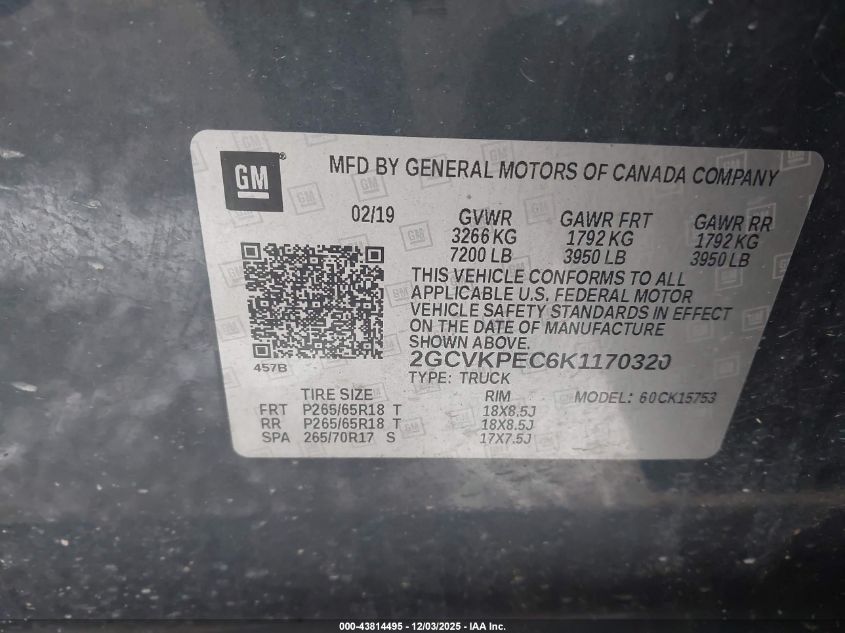 GM
MFD BY GENERAL MOTORS OF CANADA COMPANY
02/19
GVWR GAWR FRT GAWR RR
3266 KG 1792 KG 1792 KG
7200 LB 3950 LB 3950 LB
THIS VEHICLE CONFORMS TO ALL
APPLICABLE U.S. FEDERAL MOTOR
VEHICLE SAFETY STANDARDS IN EFFECT
ON THE DATE OF MANUFACTURE
SHOWN ABOVE.
457B
2GCVKPEC6K1170320
TYPE: TRUCK
TIRE SIZE RIM MODEL: 60CK15753
FRT P265/65R18 T 18X8.5J
RR P265/65R18 T 18X8.5J
SPA 265/70R17 S 17X7.5J
000-43814495 - 12/03/2025 - IAA Inc.